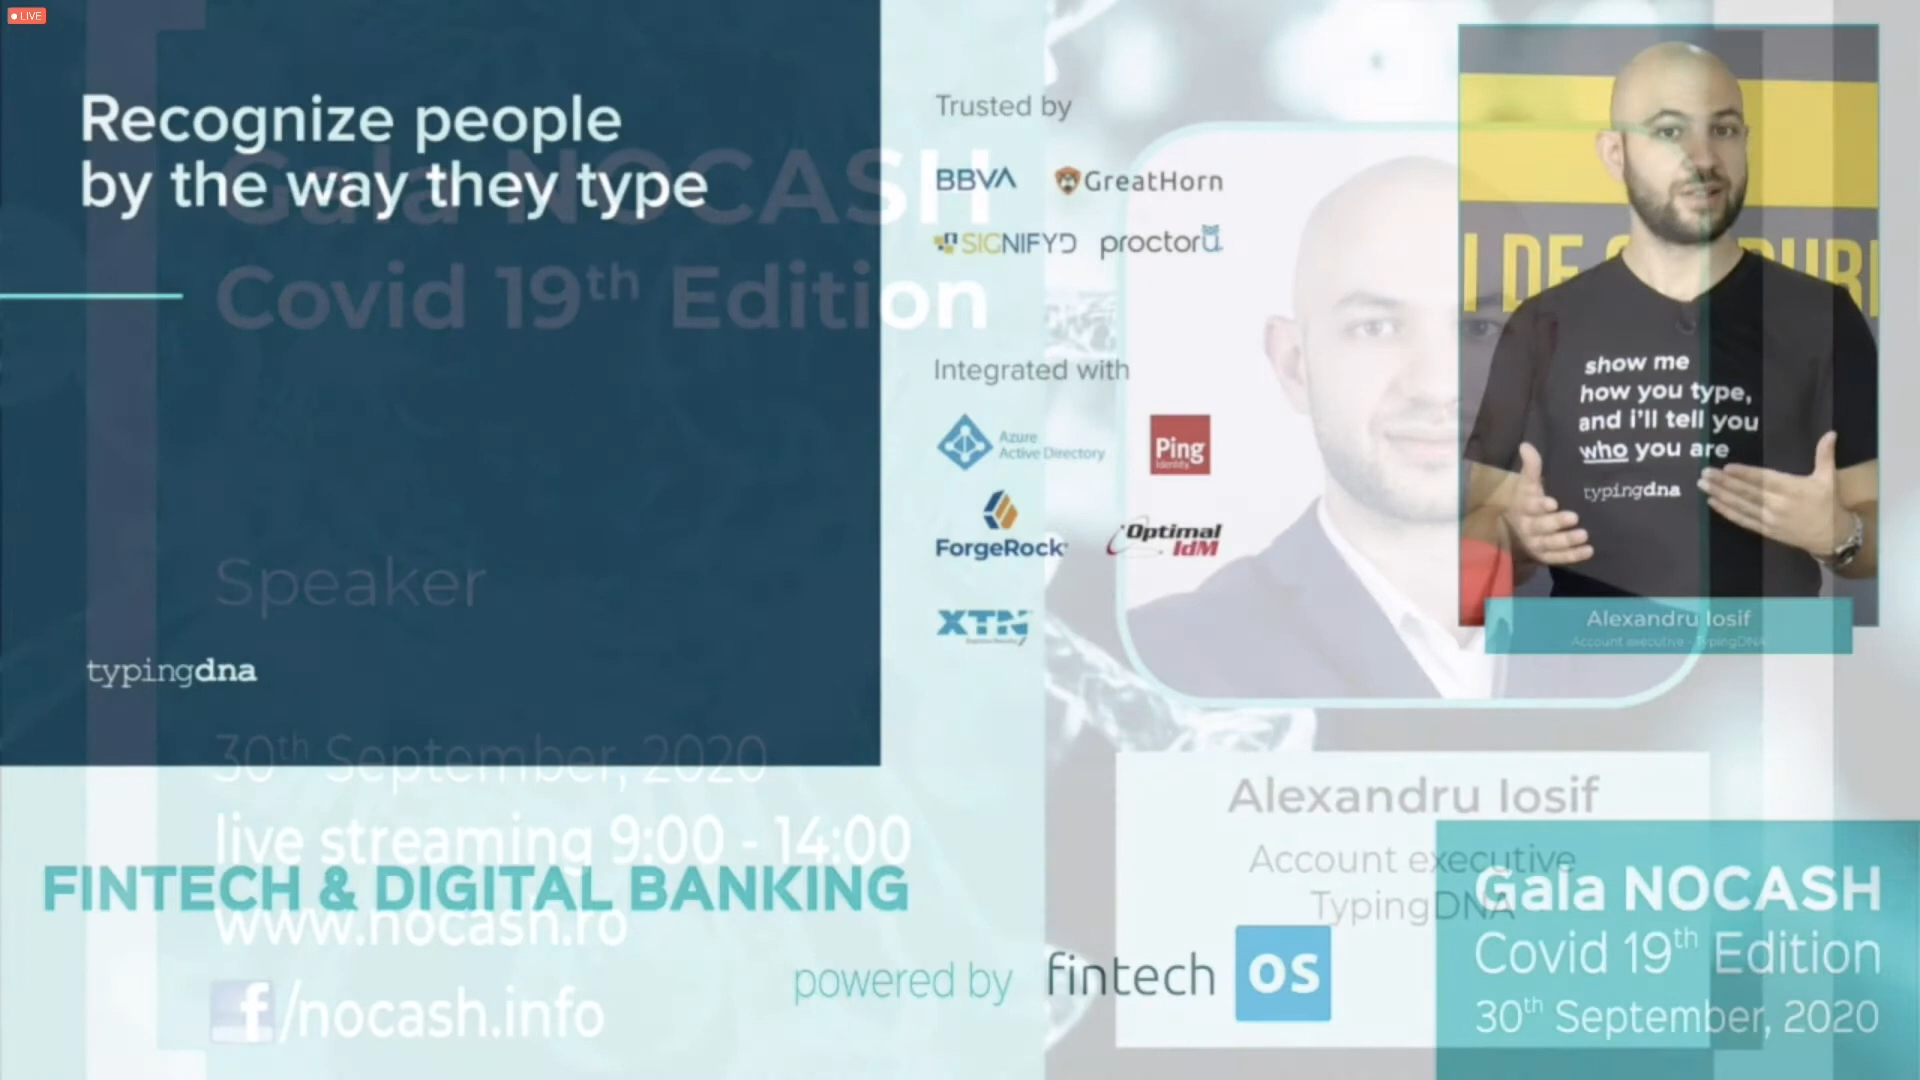 LIVE
Recognize people
by the way they type
Gala NOCASH
Covid 19th Edition
Speaker
typingdna
30th September, 2020
live streaming 9:00 - 14:00
www.nocash.ro
f/nocash.info
FINTECH & DIGITAL BANKING
Trusted by
BBVA GreatHorn
SIGNIFYD proctorU
Integrated with
Azure
Active Directory
Ping
Identity
ForgeRock
Optimal
IdM
XTN
I DE
show me
how you type,
and i'll tell you
who you are
typingdna
Alexandru Iosif
Account executive - TypingDNA
Alexandru Iosif
Account executive
TypingDNA
powered by fintech OS
Gala NOCASH
Covid 19th Edition
30th September, 2020